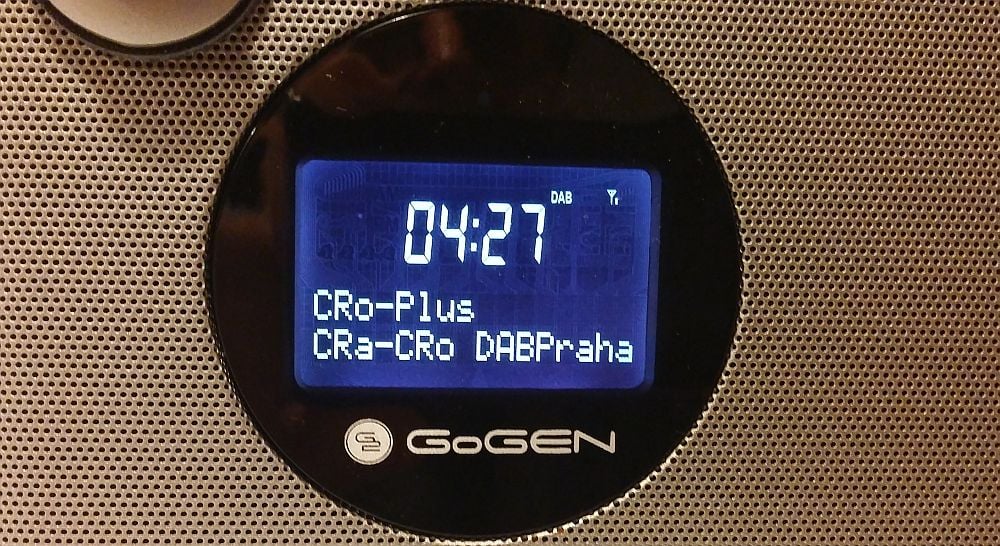 04:27 DAB
CRo-Plus
CRa-CRo DABPraha
GoGEN